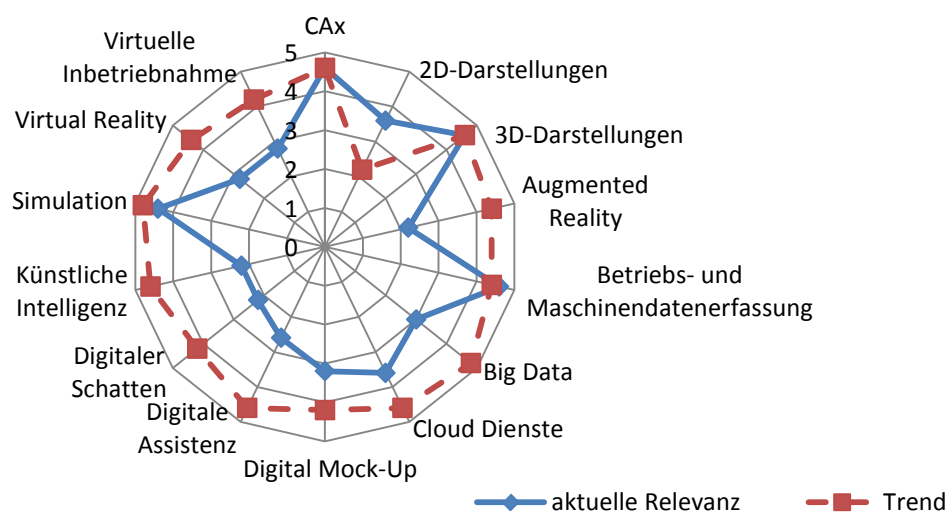 CAx
2D-Darstellungen
3D-Darstellungen
Augmented
Reality
Betriebs- und
Maschinendatenerfassung
Big Data
Cloud Dienste
Digital Mock-Up
Digitale
Assistenz
Digitaler
Schatten
Künstliche
Intelligenz
Simulation
Virtual Reality
Virtuelle
Inbetriebnahme
5
4
3
2
1
0
aktuelle Relevanz
Trend